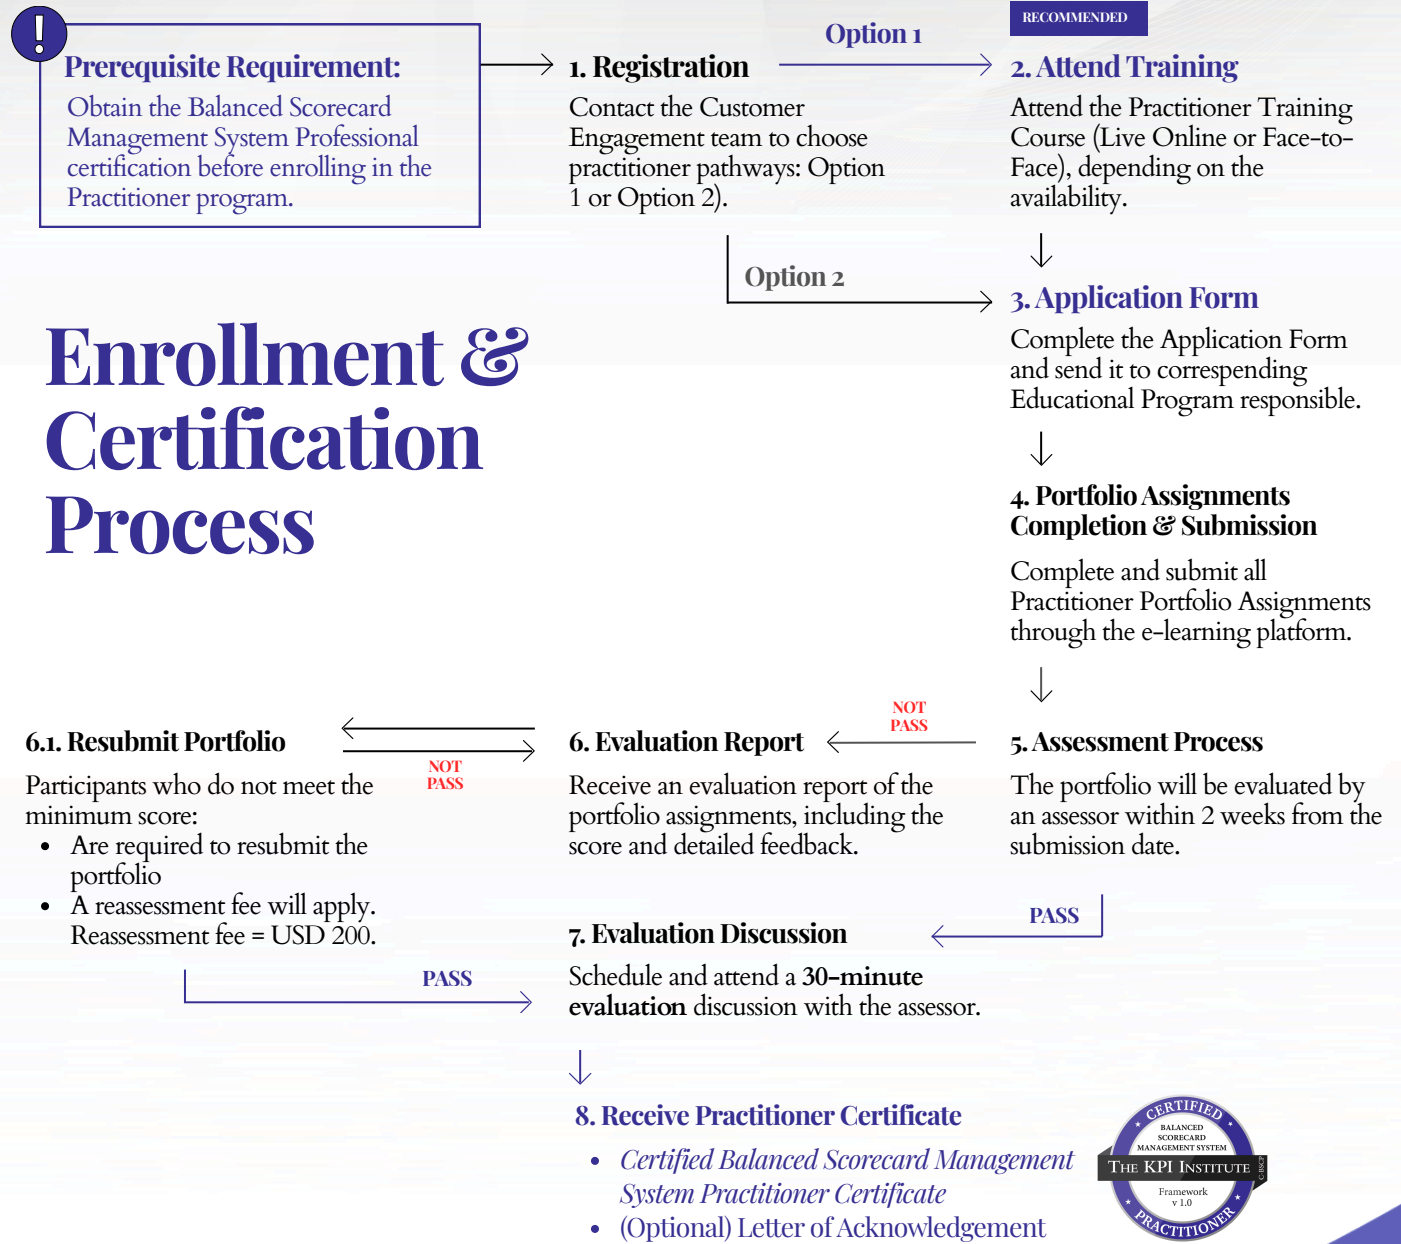 !
Prerequisite Requirement:
Obtain the Balanced Scorecard
Management System Professional
certification before enrolling in the
Practitioner program.
1. Registration
Contact the Customer
Engagement team to choose
practitioner pathways: Option
1 or Option 2).
Option 1
RECOMMENDED
2. Attend Training
Attend the Practitioner Training
Course (Live Online or Face-to-
Face), depending on the
availability.
Option 2
3. Application Form
Complete the Application Form
and send it to correspending
Educational Program responsible.
Enrollment &
Certification
Process
4. Portfolio Assignments
Completion & Submission
Complete and submit all
Practitioner Portfolio Assignments
through the e-learning platform.
5. Assessment Process
The portfolio will be evaluated by
an assessor within 2 weeks from the
submission date.
NOT
PASS
6. Evaluation Report
Receive an evaluation report of the
portfolio assignments, including the
score and detailed feedback.
NOT
PASS
6.1. Resubmit Portfolio
Participants who do not meet the
minimum score:
• Are required to resubmit the
portfolio
• A reassessment fee will apply.
Reassessment fee = USD 200.
PASS
PASS
7. Evaluation Discussion
Schedule and attend a 30-minute
evaluation discussion with the assessor.
8. Receive Practitioner Certificate
• Certified Balanced Scorecard Management
System Practitioner Certificate
• (Optional) Letter of Acknowledgement
CERTIFIED
BALANCED
SCORECARD
MANAGEMENT SYSTEM
THE KPI INSTITUTE
C-BSCP
Framework
v 1.0
PRACTITIONER